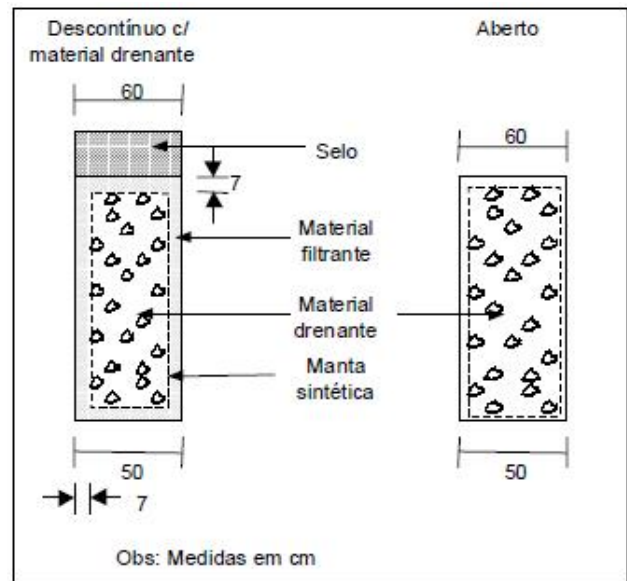 Descontínuo c/
material drenante
Aberto
60
60
Selo
7
Material
filtrante
Material
drenante
Manta
sintética
50
50
7
Obs: Medidas em cm